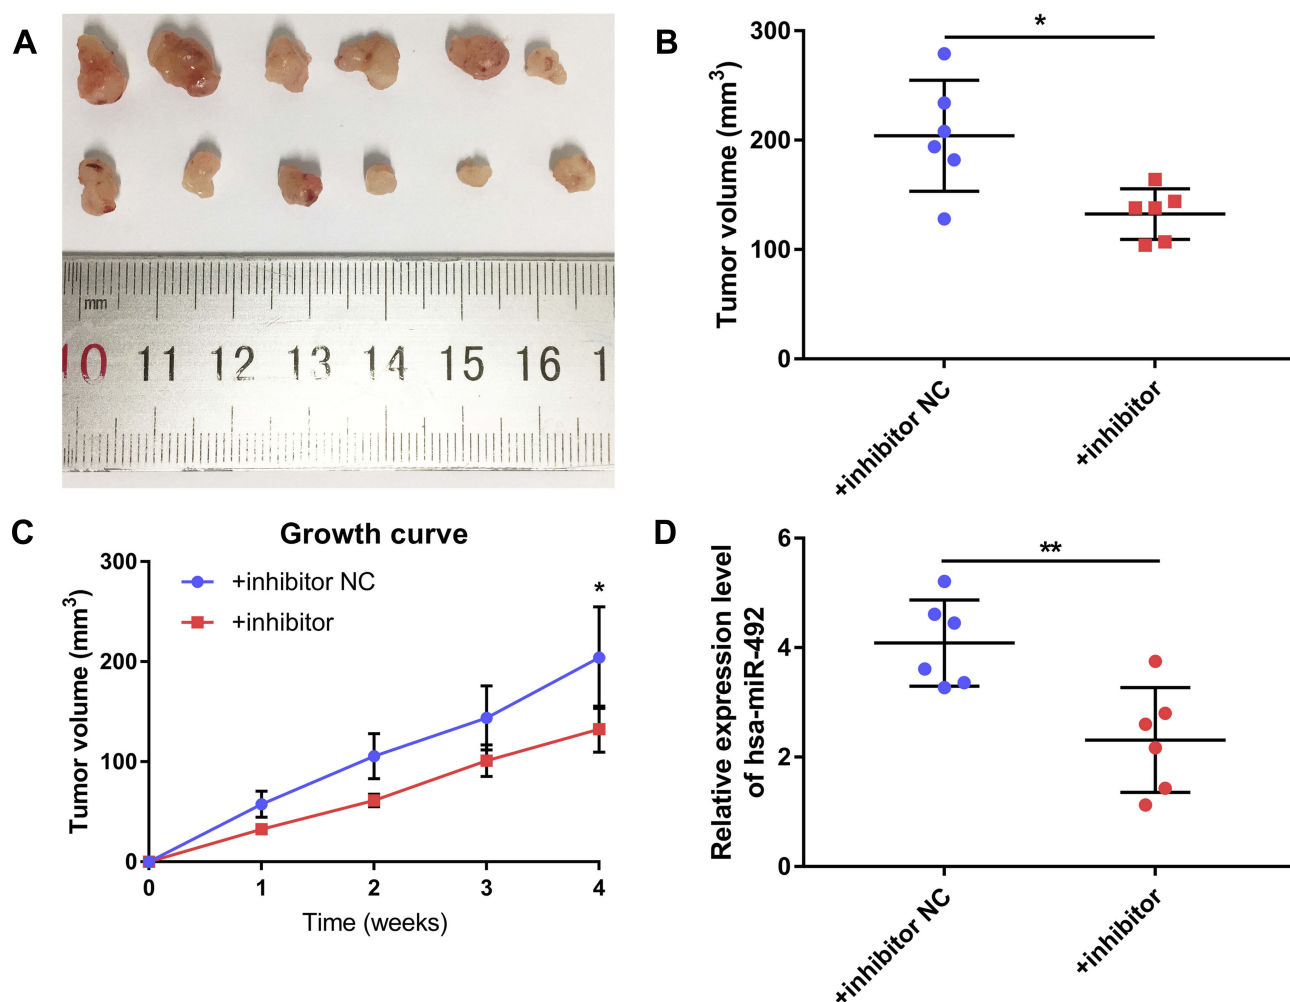 A
mm
10 11 12 13 14 15 16 1
B
Tumor volume (mm³)
300
200
100
0
*
+inhibitor NC
+inhibitor
C
Growth curve
Tumor volume (mm³)
300
200
100
0
+inhibitor NC
+inhibitor
*
0 1 2 3 4
Time (weeks)
D
Relative expression level
of hsa-miR-492
6
4
2
0
**
+inhibitor NC
+inhibitor